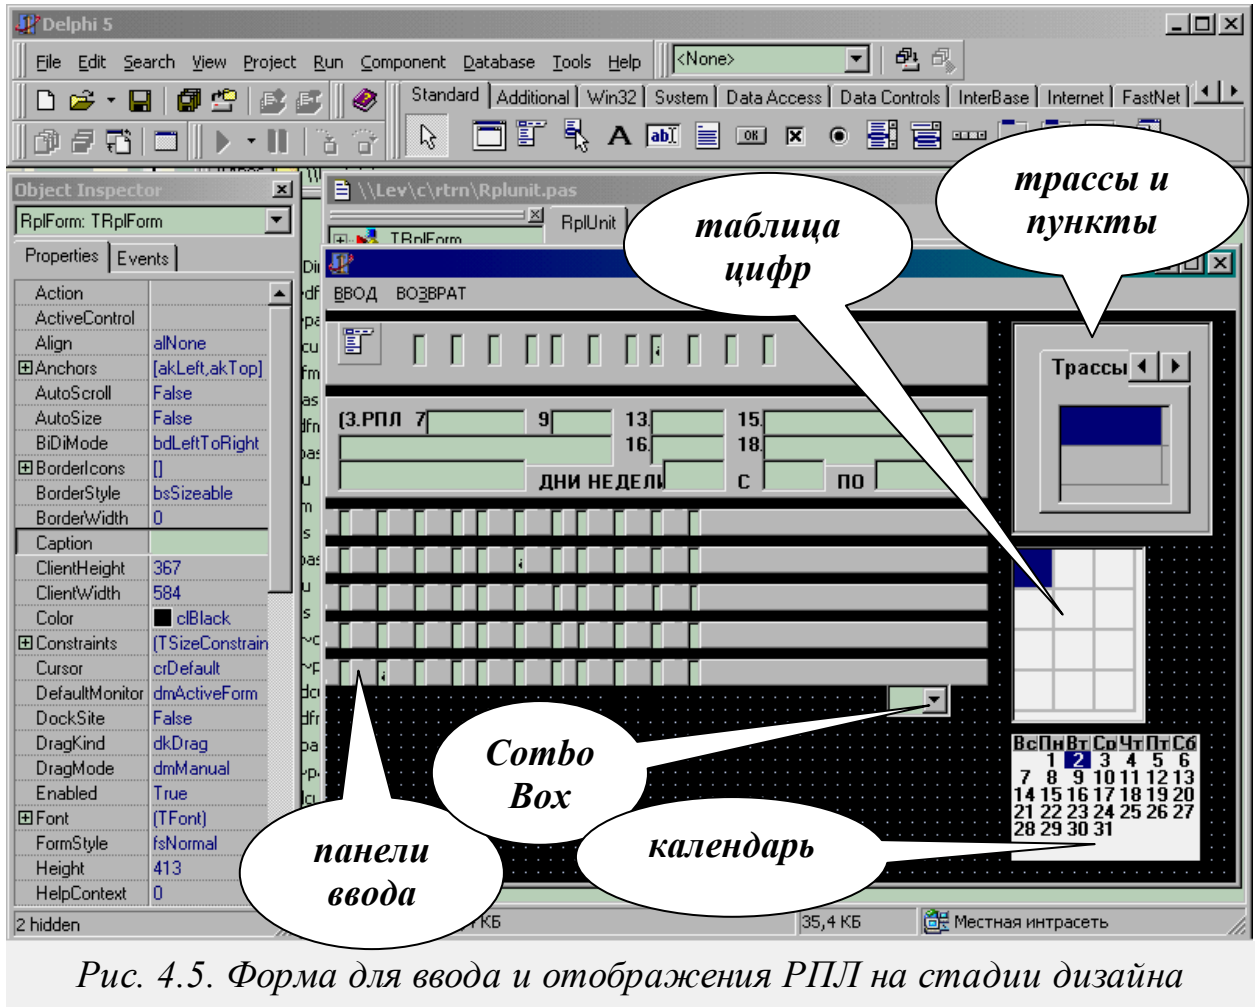 Delphi 5
File Edit Search View Project Run Component Database Tools Help <None>
Standard Additional Win32 System Data Access Data Controls InterBase Internet FastNet
Object Inspector
RplForm: TRplForm
Properties Events
Action
ActiveControl
Align alNone
Anchors [akLeft,akTop]
AutoScroll False
AutoSize False
BiDiMode bdLeftToRight
BorderIcons []
BorderStyle bsSizeable
BorderWidth 0
Caption
ClientHeight 367
ClientWidth 584
Color clBlack
Constraints (TSizeConstrain
Cursor crDefault
DefaultMonitor dmActiveForm
DockSite False
DragKind dkDrag
DragMode dmManual
Enabled True
Font (TFont)
FormStyle fsNormal
Height 413
HelpContext 0
2 hidden
\\Lev\c\rtrn\Rplunit.pas
RplUnit
TRplForm
ВВОД ВОЗВРАТ
(3.РПЛ 7 9 13. 15.
16. 18.
ДНИ НЕДЕЛИ С ПО
Трассы
ВсПнВтСрЧтПтСб
1 2 3 4 5 6
7 8 9 10 11 12 13
14 15 16 17 18 19 20
21 22 23 24 25 26 27
28 29 30 31
трассы и
пункты
таблица
цифр
Combo
Box
календарь
панели
ввода
КБ 35,4 КБ Местная интрасеть
Рис. 4.5. Форма для ввода и отображения РПЛ на стадии дизайна